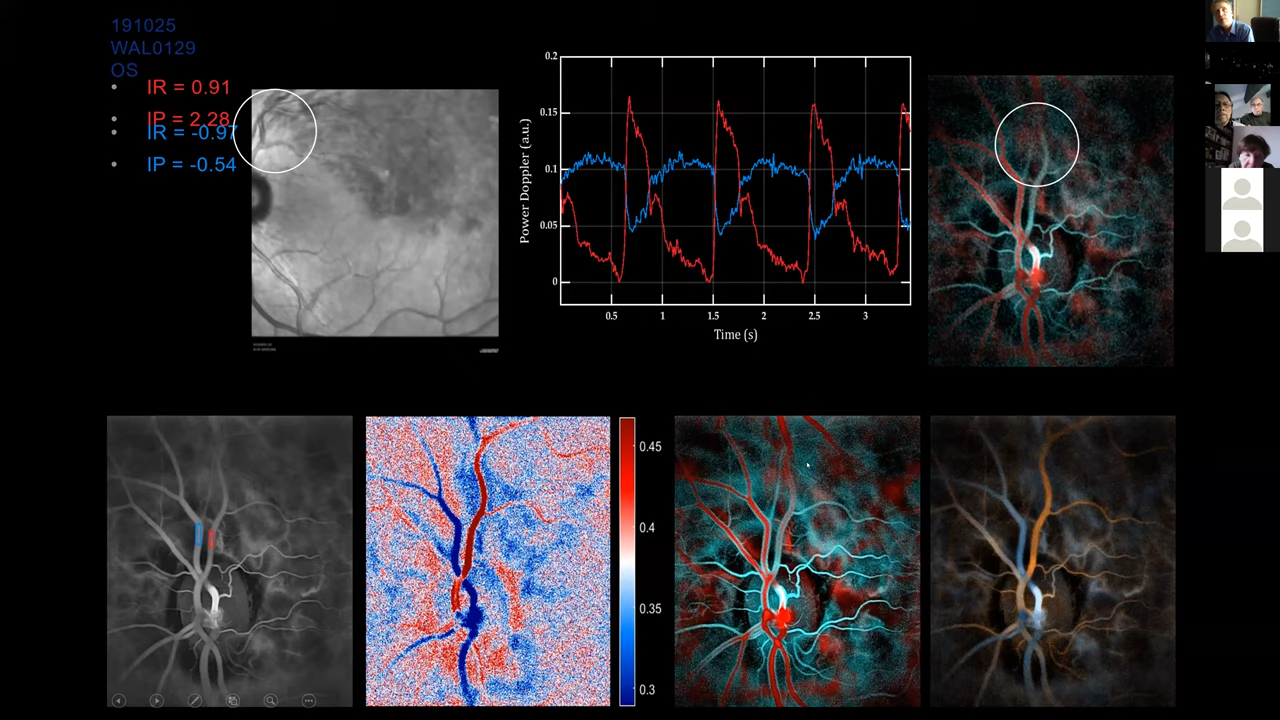 191025
WAL0129
OS
• IR = 0.91
• IP = 2.28
• IR = -0.97
• IP = -0.54
0.2
0.15
0.1
0.05
0
Power Doppler (a.u.)
0.5 1 1.5 2 2.5 3
Time (s)
0.45
0.4
0.35
0.3